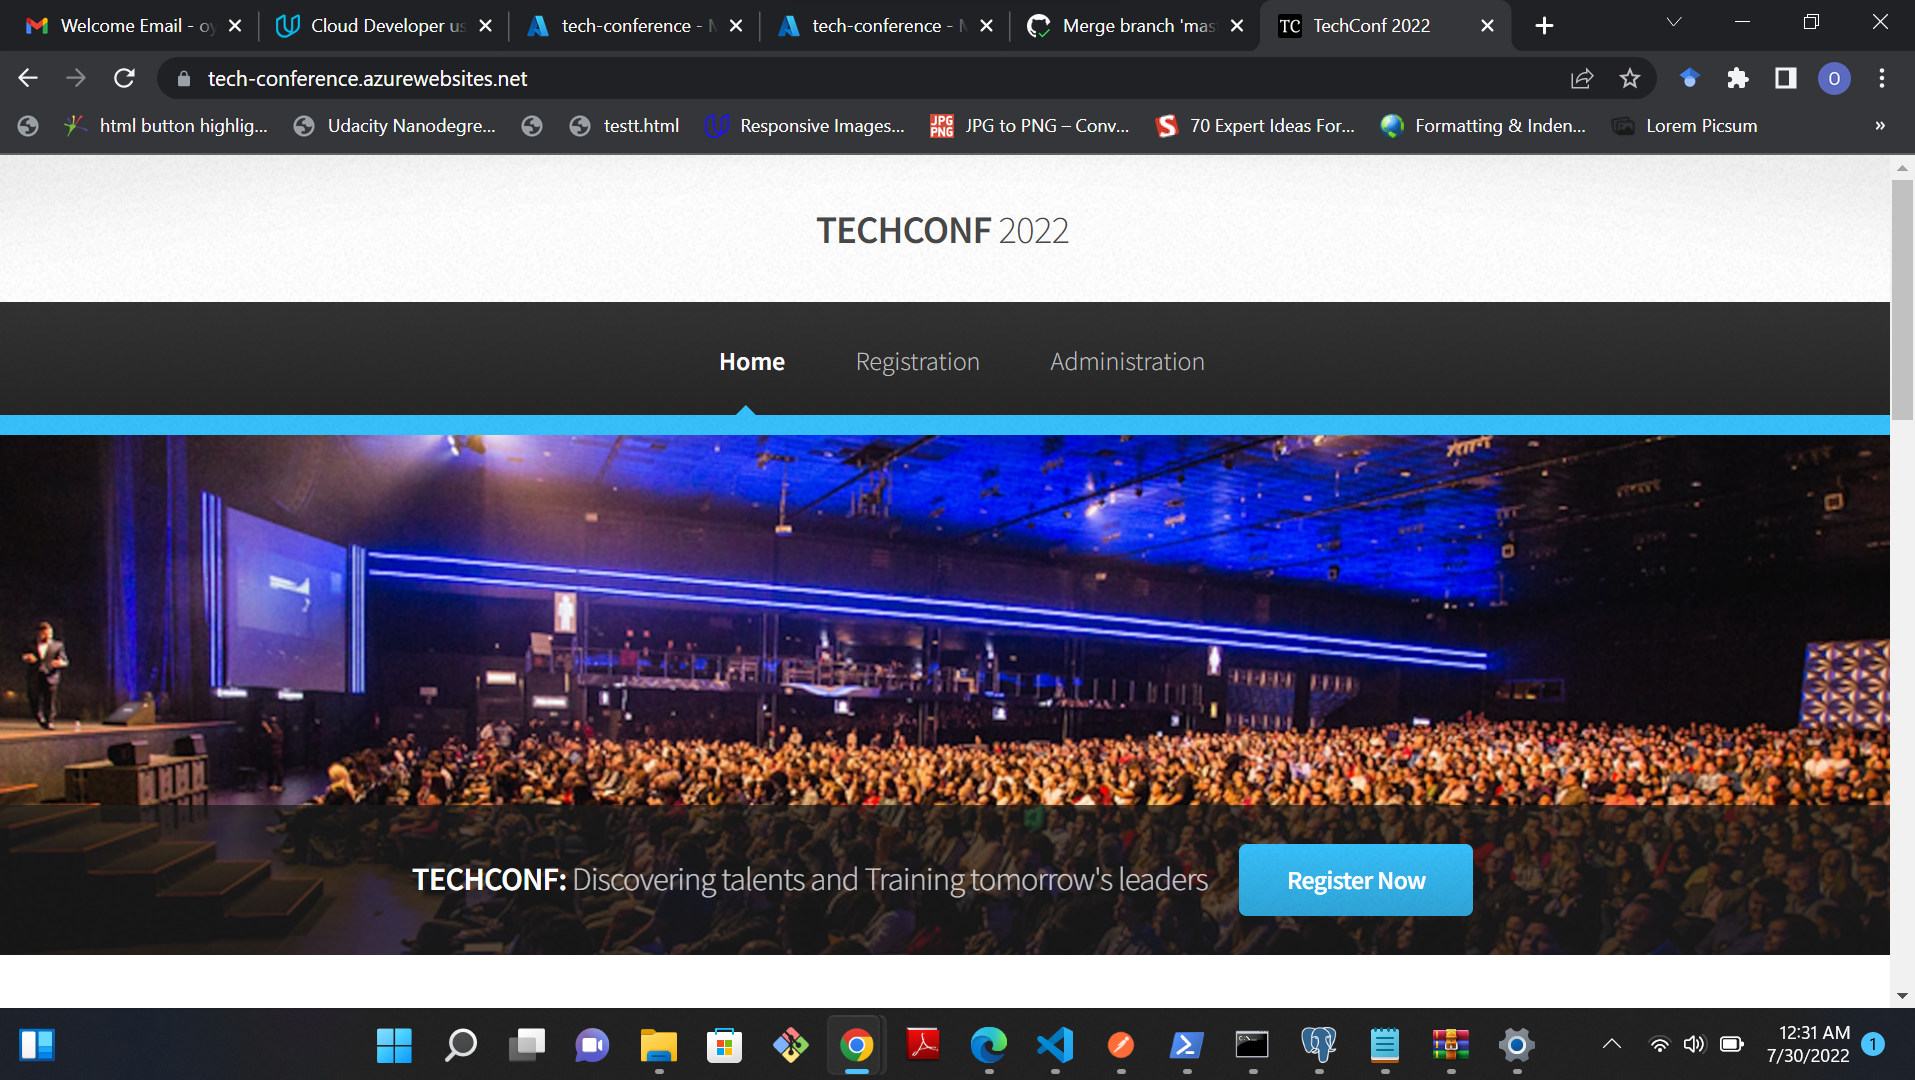 Welcome Email - oy
Cloud Developer us
tech-conference - M
tech-conference - M
Merge branch 'mas
TC TechConf 2022
tech-conference.azurewebsites.net
O
html button highlig...
Udacity Nanodegre...
testt.html
Responsive Images...
JPG PNG
JPG to PNG – Conv...
70 Expert Ideas For...
Formatting & Inden...
Lorem Picsum
»
TECHCONF 2022
Home
Registration
Administration
TECHCONF: Discovering talents and Training tomorrow's leaders
Register Now
12:31 AM
7/30/2022
1